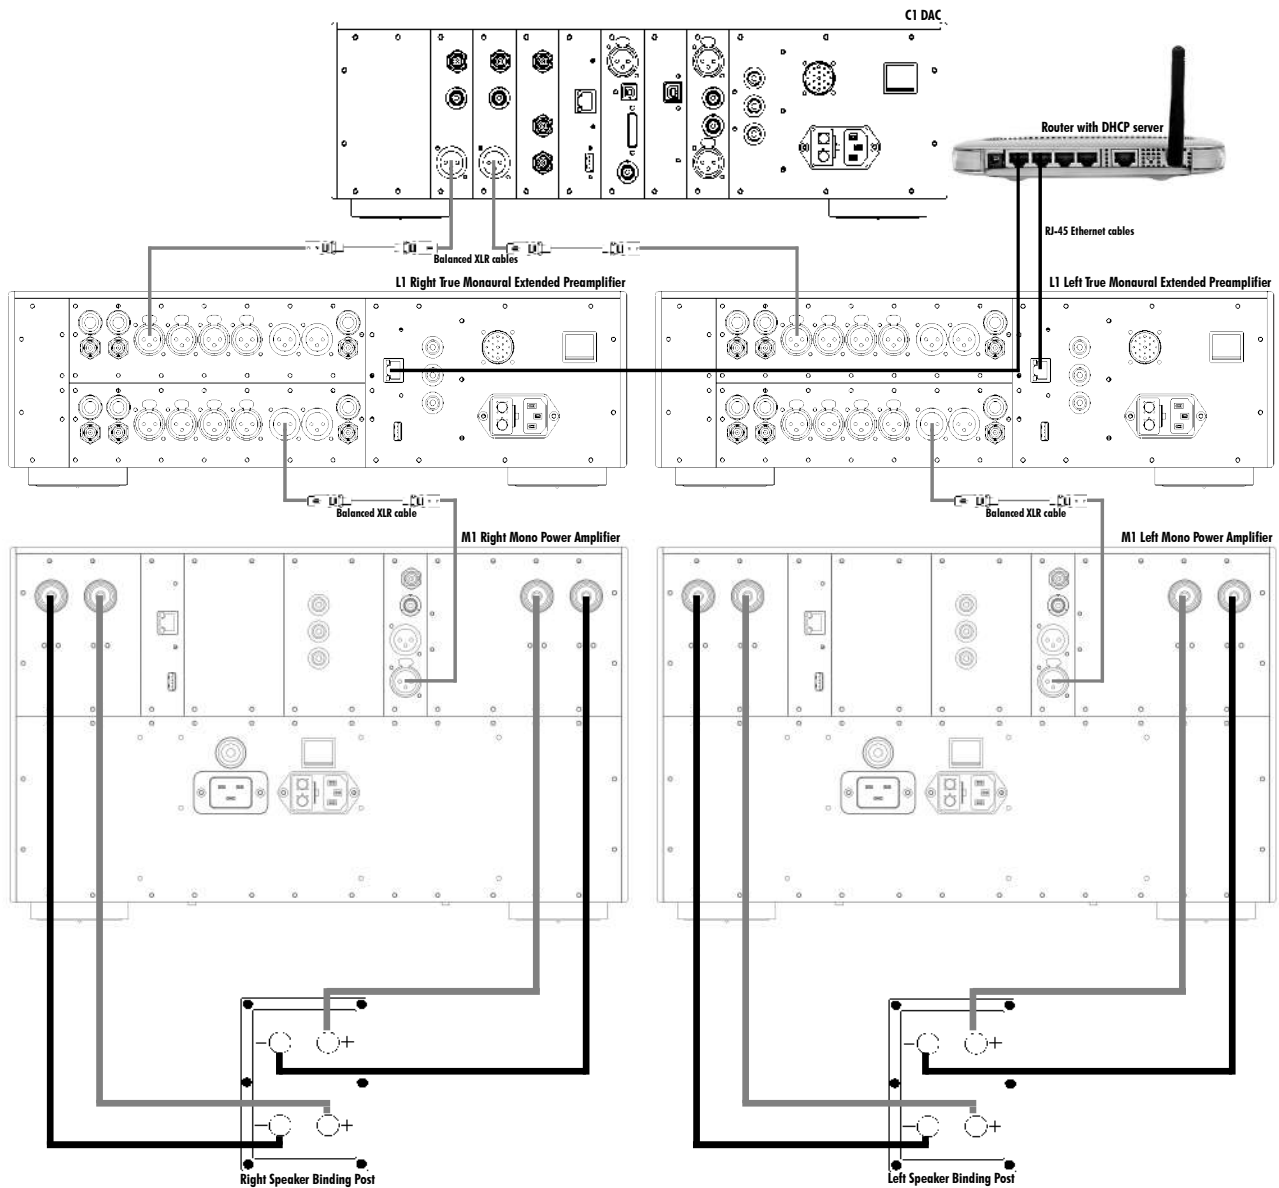 C1 DAC
Router with DHCP server
RJ-45 Ethernet cables
Balanced XLR cables
L1 Right True Monaural Extended Preamplifier
L1 Left True Monaural Extended Preamplifier
Balanced XLR cable
Balanced XLR cable
M1 Right Mono Power Amplifier
M1 Left Mono Power Amplifier
− +
− +
− +
− +
Right Speaker Binding Post
Left Speaker Binding Post